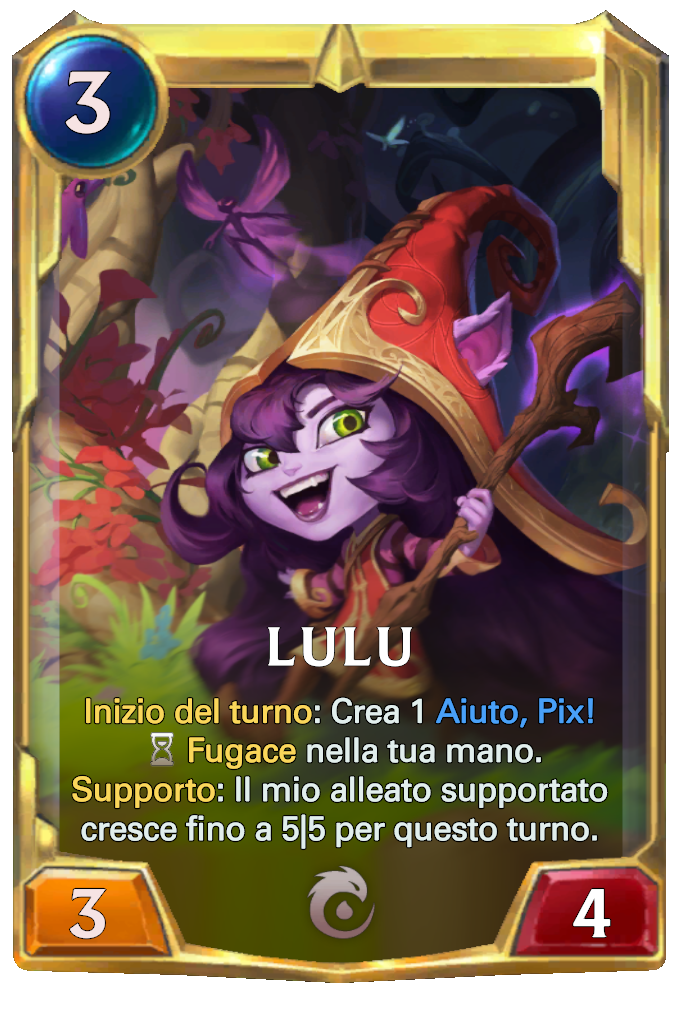 3
LULU
Inizio del turno: Crea 1 Aiuto, Pix!
Fugace nella tua mano.
Supporto: Il mio alleato supportato
cresce fino a 5|5 per questo turno.
3
4